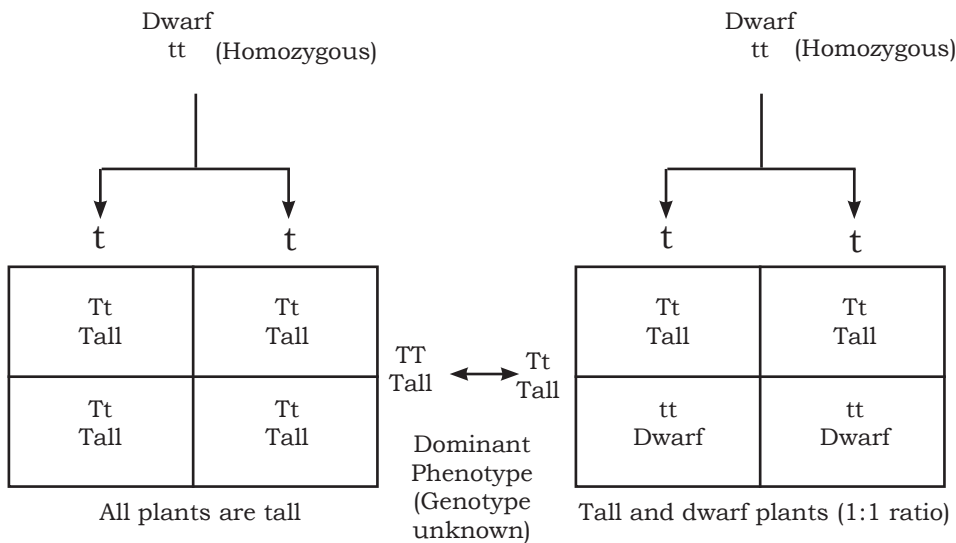 Dwarf
tt (Homozygous)
t t
Tt
Tall
Tt
Tall
Tt
Tall
Tt
Tall
All plants are tall
TT
Tall
Tt
Tall
Dominant
Phenotype
(Genotype
unknown)
Dwarf
tt (Homozygous)
t t
Tt
Tall
Tt
Tall
tt
Dwarf
tt
Dwarf
Tall and dwarf plants (1:1 ratio)